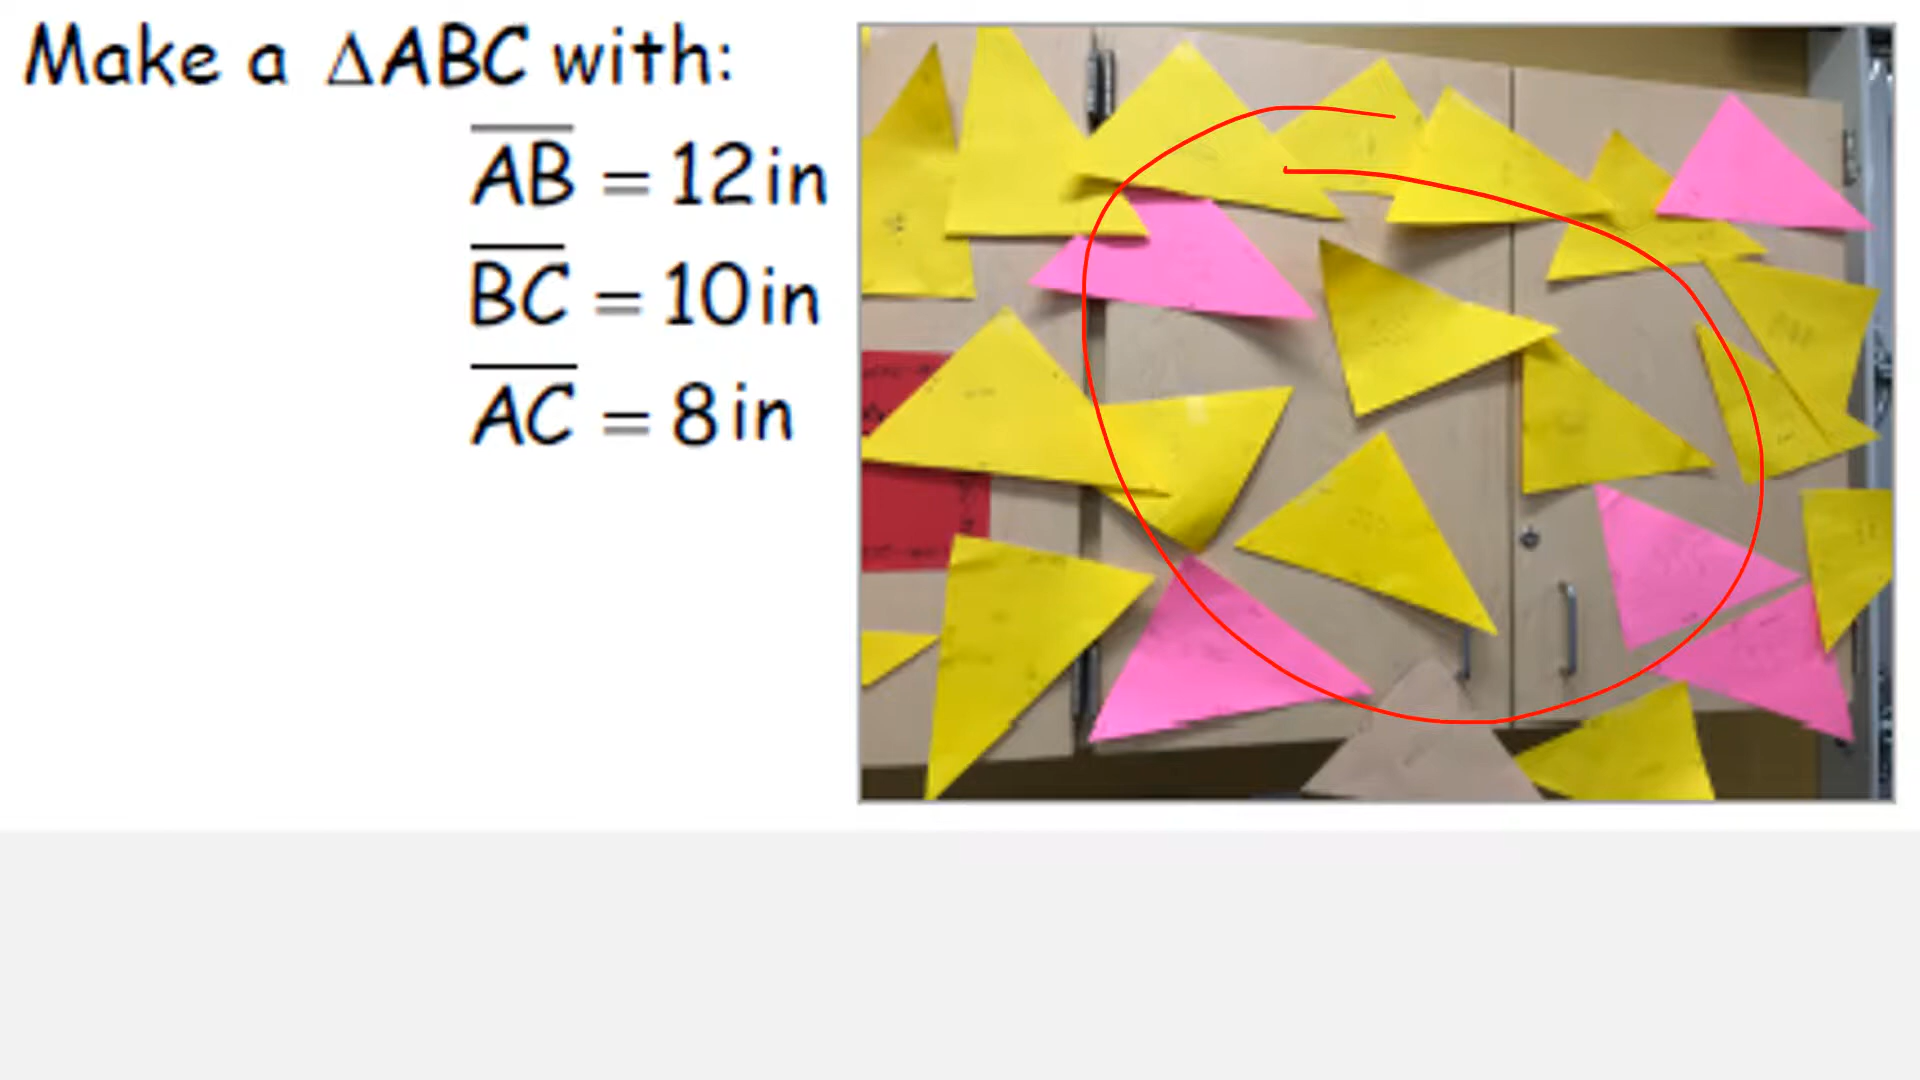 Make a ΔABC with:
AB = 12in
BC = 10in
AC = 8in